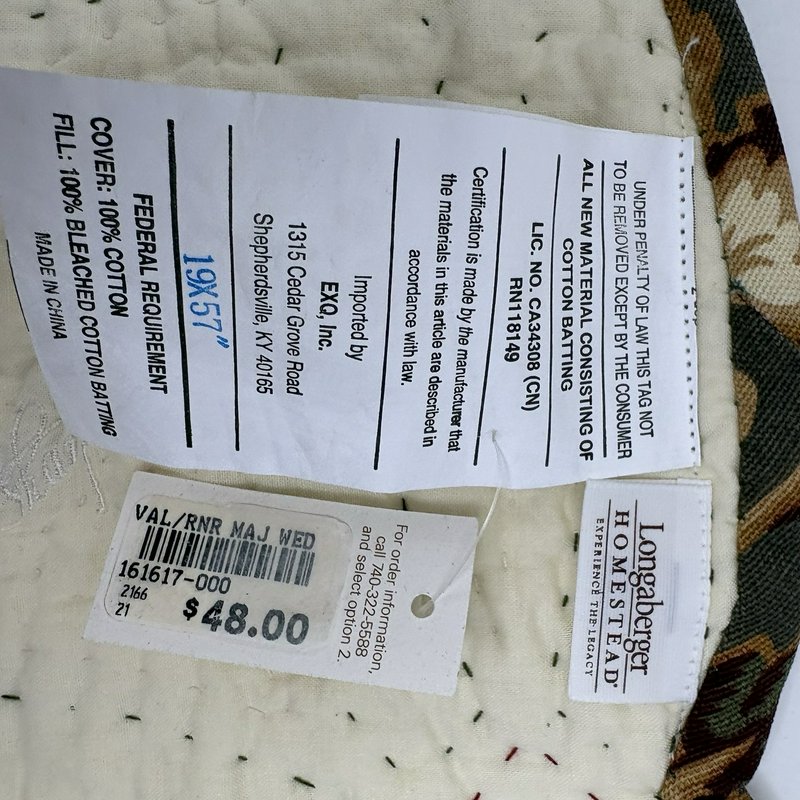 UNDER PENALTY OF LAW THIS TAG NOT
TO BE REMOVED EXCEPT BY THE CONSUMER
ALL NEW MATERIAL CONSISTING OF
COTTON BATTING
LIC. NO. CA34308 (CN)
RN118149
Certification is made by the manufacturer that
the materials in this article are described in
accordance with law.
Imported by
EXQ, Inc.
1315 Cedar Grove Road
Shepherdsville, KY 40165
19X57"
FEDERAL REQUIREMENT
COVER: 100% COTTON
FILL: 100% BLEACHED COTTON BATTING
MADE IN CHINA
Longaberger
HOMESTEAD®
EXPERIENCE THE LEGACY
For order information,
call 740-322-5588
and select option 2.
VAL/RNR MAJ WED
161617-000
2166
21
$48.00